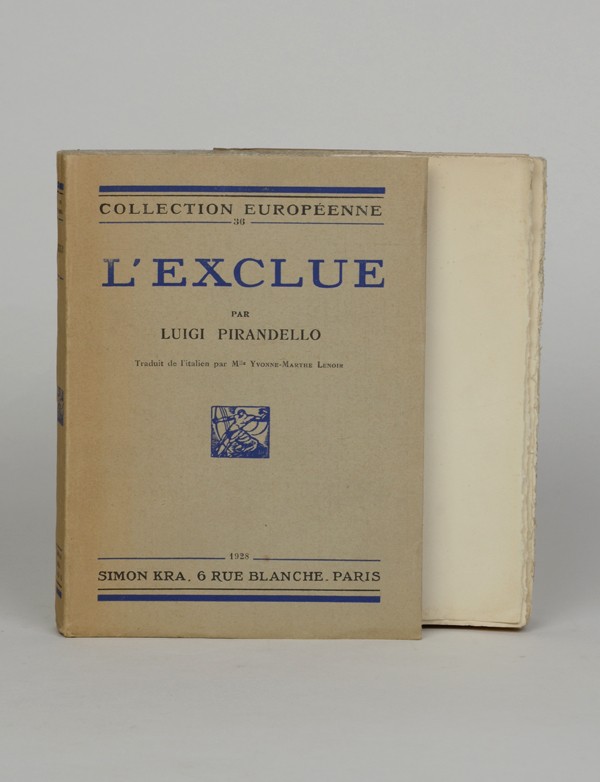 COLLECTION EUROPÉENNE
36
L'EXCLUE
PAR
LUIGI PIRANDELLO
Traduit de l'italien par Mlle YVONNE-MARTHE LENOIR
1928
SIMON KRA, 6 RUE BLANCHE. PARIS